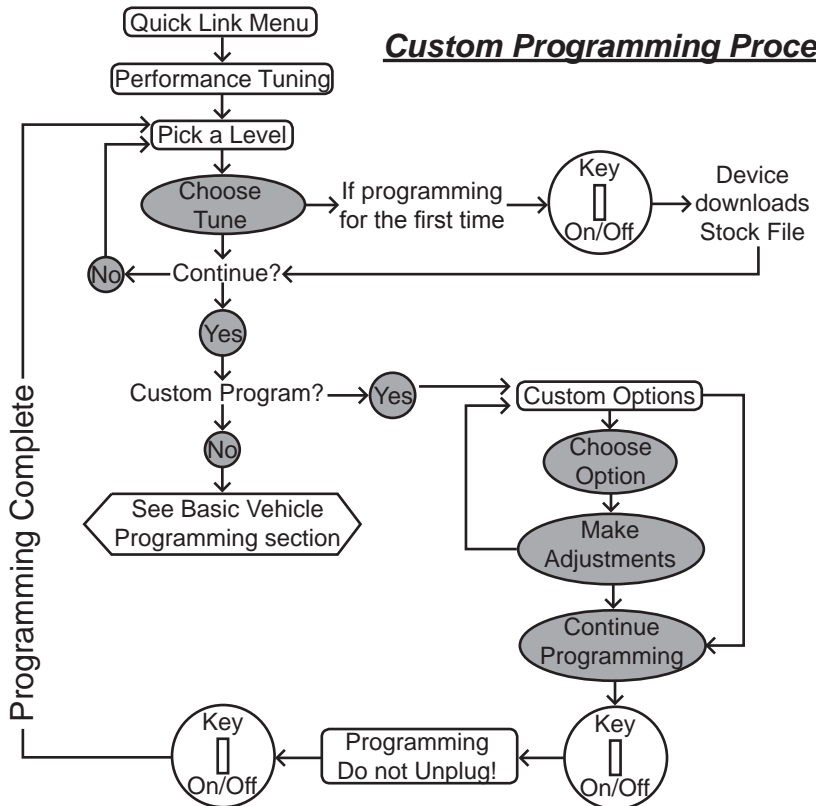 Quick Link Menu
Custom Programming Proce
Performance Tuning
Pick a Level
Choose
Tune
If programming
for the first time
Key
On/Off
Device
downloads
Stock File
No
Continue?
Yes
Custom Program?
Yes
Custom Options
No
Choose
Option
See Basic Vehicle
Programming section
Make
Adjustments
Continue
Programming
Programming Complete
Key
On/Off
Programming
Do not Unplug!
Key
On/Off